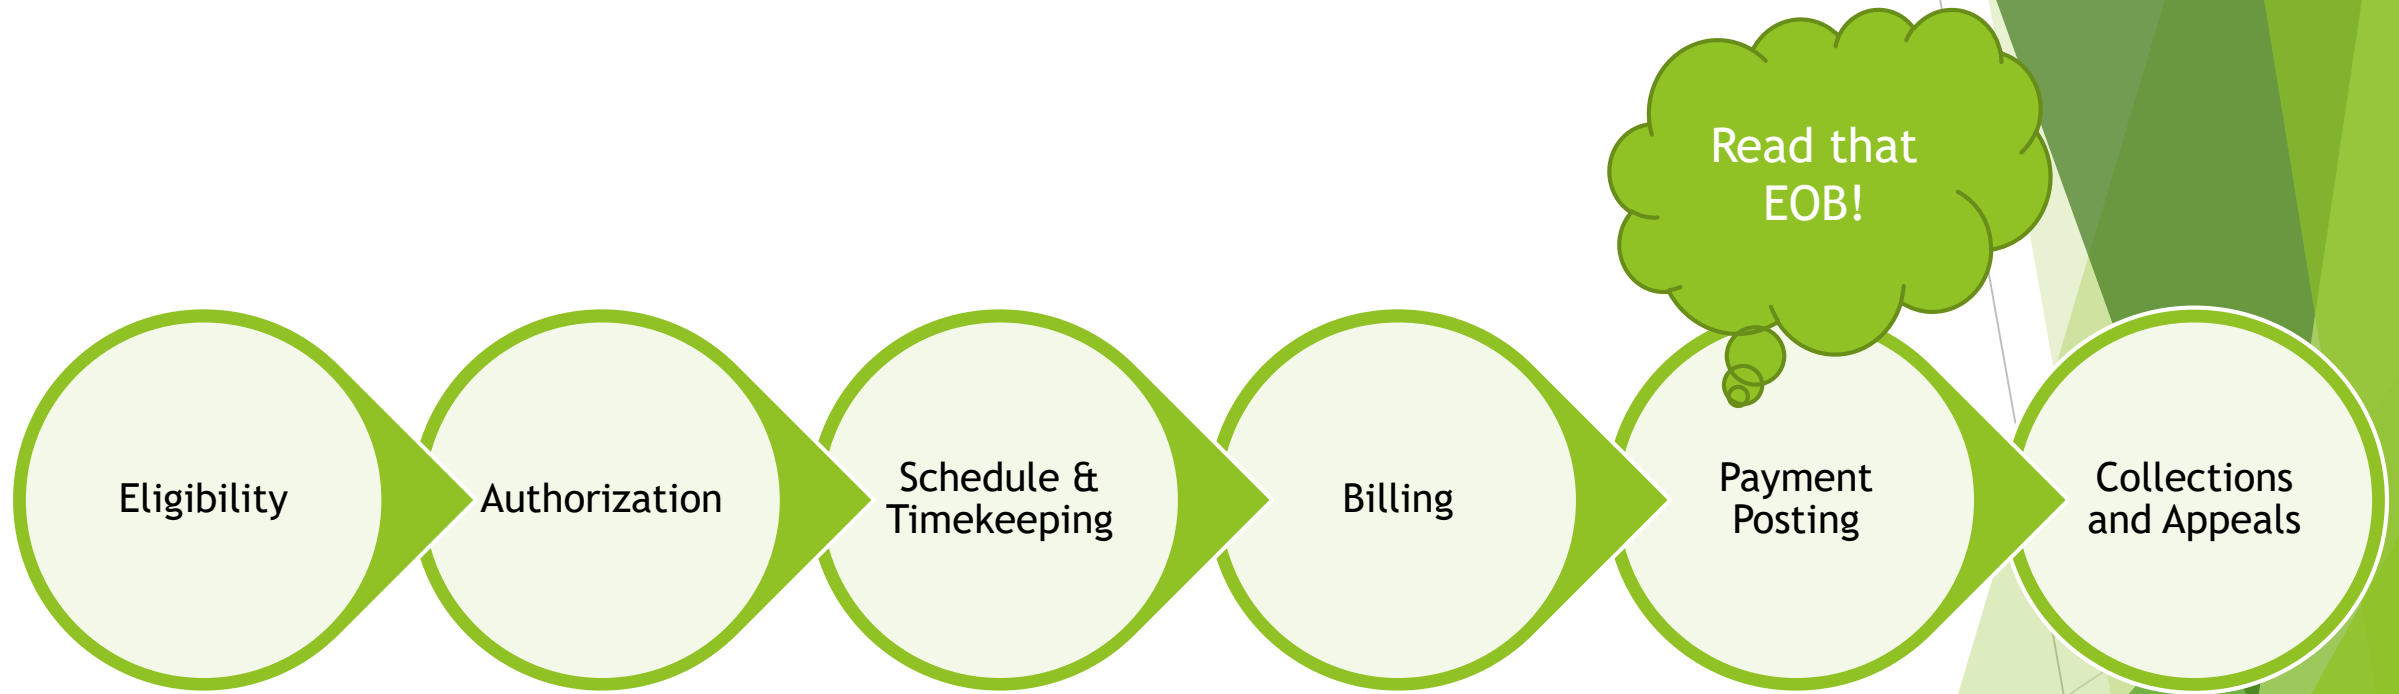 Read that
EOB!
Eligibility
Authorization
Schedule &
Timekeeping
Billing
Payment
Posting
Collections
and Appeals